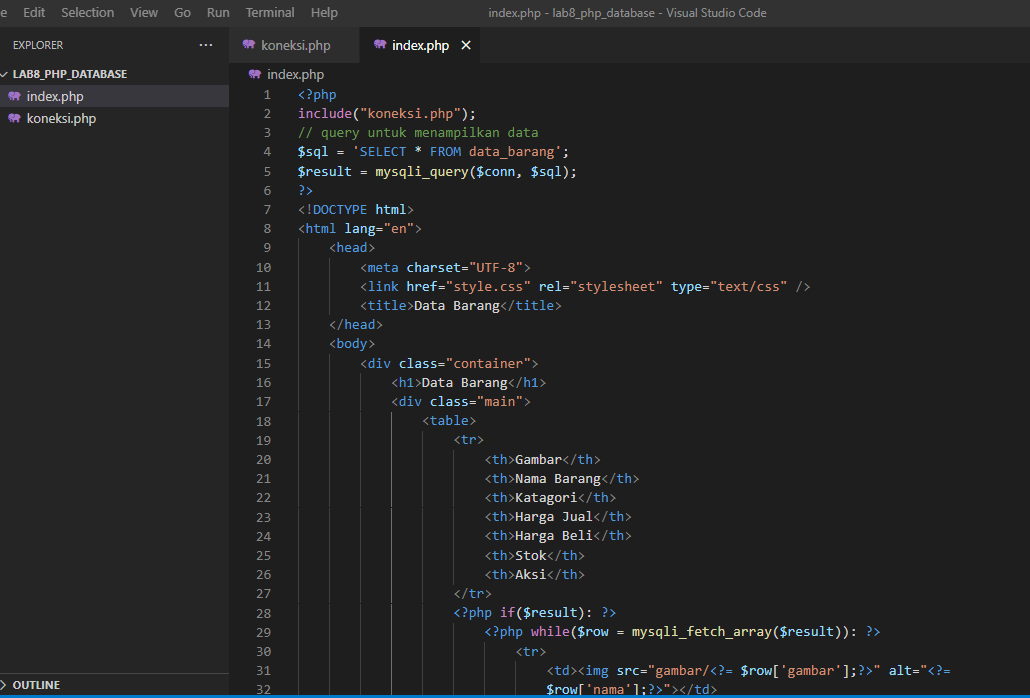 e Edit Selection View Go Run Terminal Help index.php - lab8_php_database - Visual Studio Code
EXPLORER ...
LAB8_PHP_DATABASE
index.php
koneksi.php
OUTLINE
koneksi.php index.php
index.php
1 <?php
2 include("koneksi.php");
3 // query untuk menampilkan data
4 $sql = 'SELECT * FROM data_barang';
5 $result = mysqli_query($conn, $sql);
6 ?>
7 <!DOCTYPE html>
8 <html lang="en">
9 <head>
10 <meta charset="UTF-8">
11 <link href="style.css" rel="stylesheet" type="text/css" />
12 <title>Data Barang</title>
13 </head>
14 <body>
15 <div class="container">
16 <h1>Data Barang</h1>
17 <div class="main">
18 <table>
19 <tr>
20 <th>Gambar</th>
21 <th>Nama Barang</th>
22 <th>Katagori</th>
23 <th>Harga Jual</th>
24 <th>Harga Beli</th>
25 <th>Stok</th>
26 <th>Aksi</th>
27 </tr>
28 <?php if($result): ?>
29 <?php while($row = mysqli_fetch_array($result)): ?>
30 <tr>
31 <td><img src="gambar/<?= $row['gambar'];?>" alt="<?=
32 $row['nama'];?>"></td>